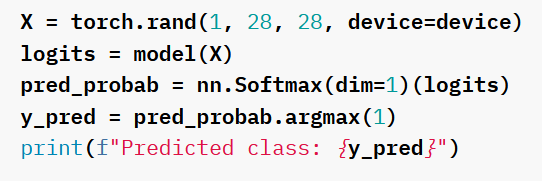 X = torch.rand(1, 28, 28, device=device)
logits = model(X)
pred_probab = nn.Softmax(dim=1)(logits)
y_pred = pred_probab.argmax(1)
print(f"Predicted class: {y_pred}")